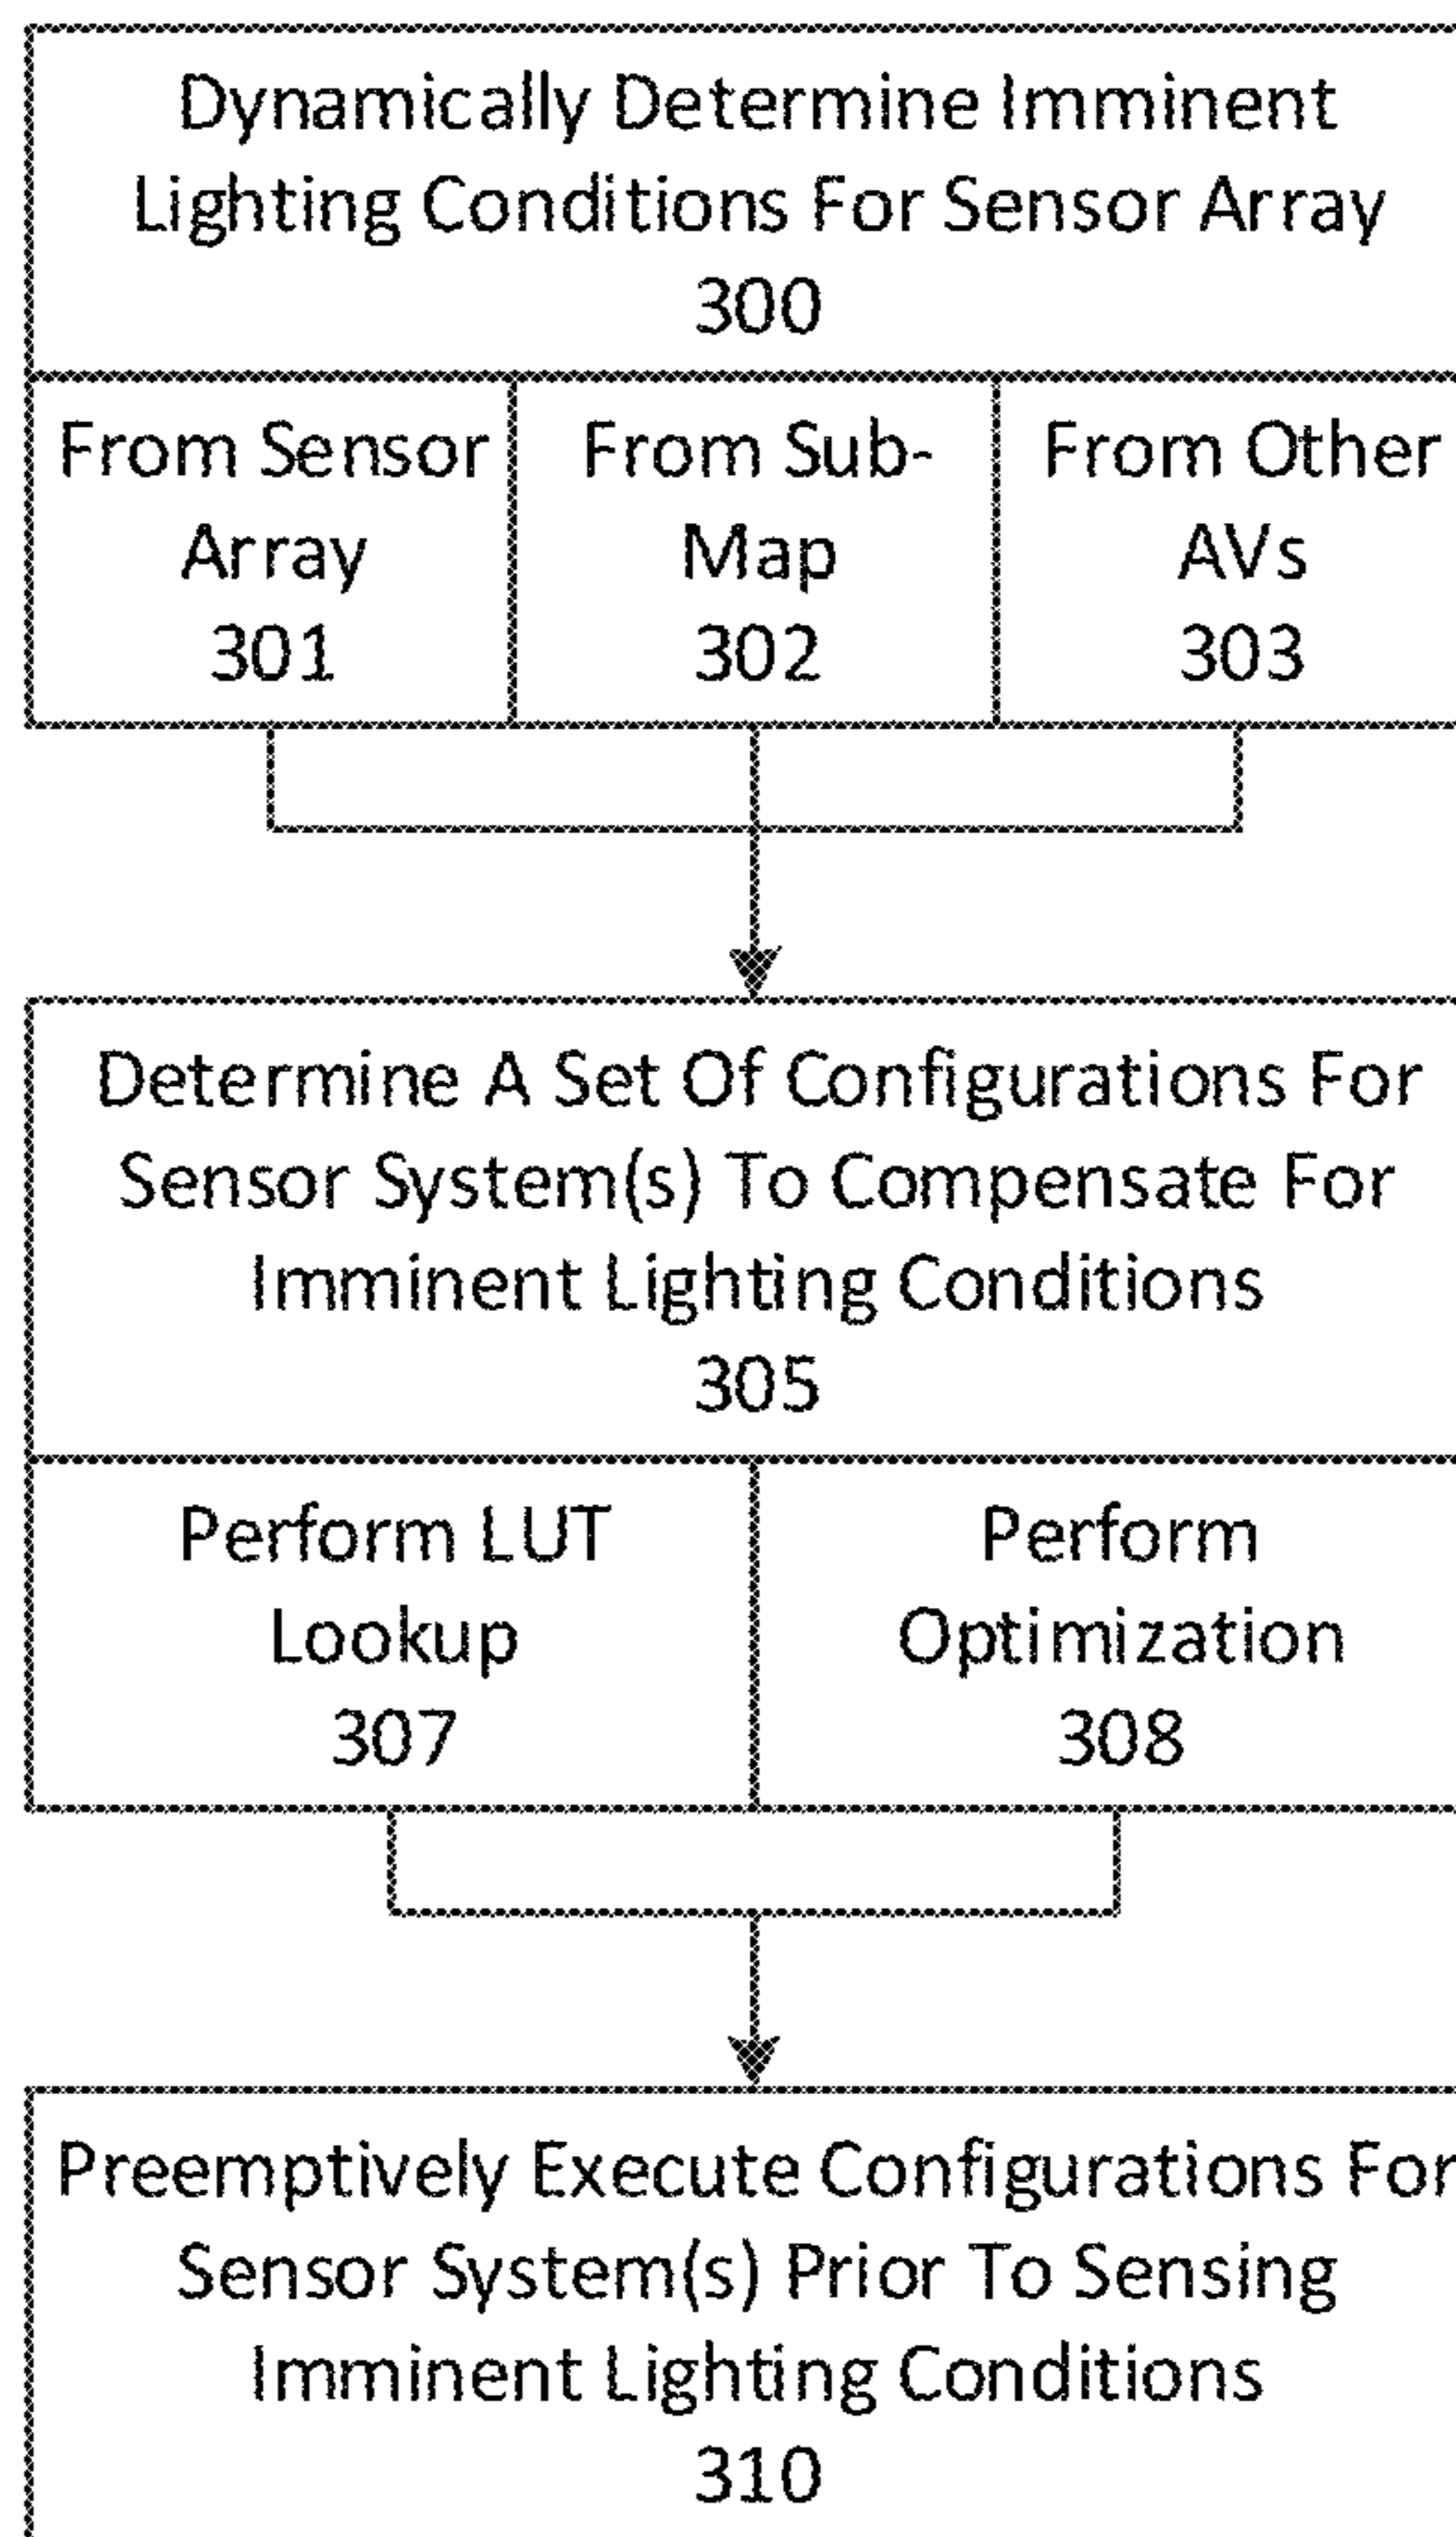 Dynamically Determine Imminent
Lighting Conditions For Sensor Array
300
From Sensor
Array
301
From Sub-
Map
302
From Other
AVs
303
Determine A Set Of Configurations For
Sensor System(s) To Compensate For
Imminent Lighting Conditions
305
Perform LUT
Lookup
307
Perform
Optimization
308
Preemptively Execute Configurations For
Sensor System(s) Prior To Sensing
Imminent Lighting Conditions
310